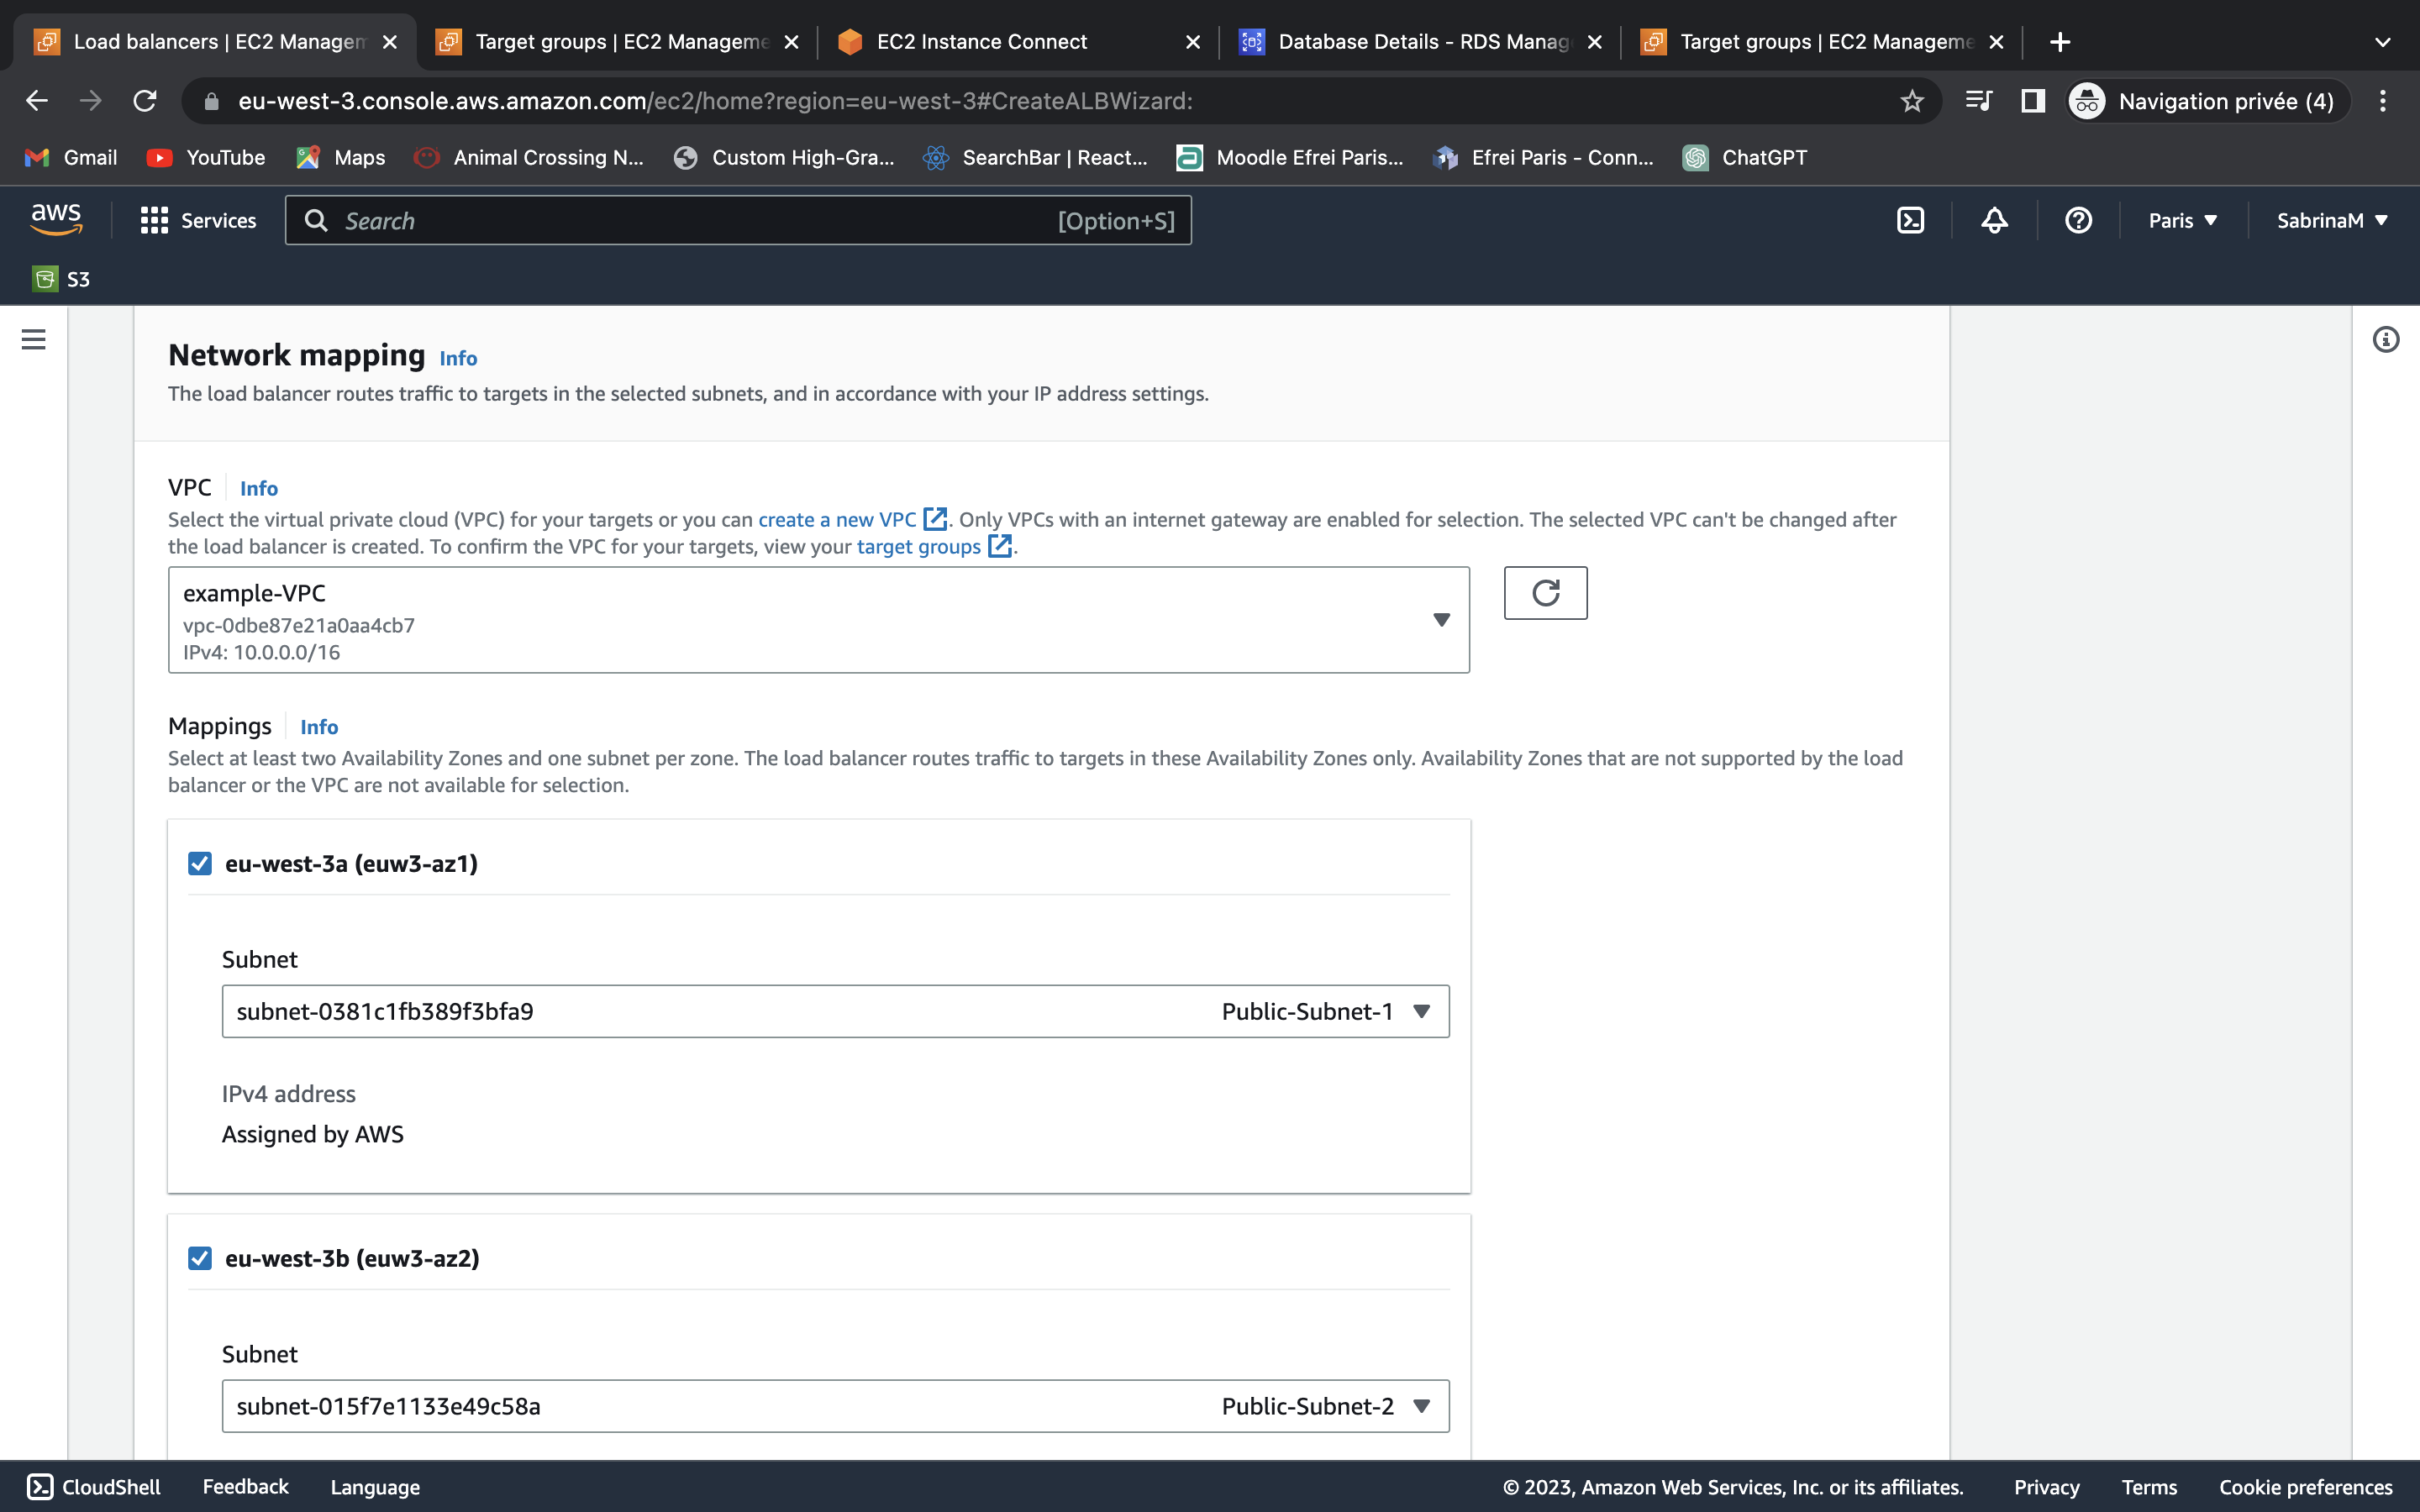 Load balancers | EC2 Managem
Target groups | EC2 Manageme
EC2 Instance Connect
Database Details - RDS Manag
Target groups | EC2 Manageme
eu-west-3.console.aws.amazon.com/ec2/home?region=eu-west-3#CreateALBWizard:
Navigation privée (4)
Gmail
YouTube
Maps
Animal Crossing N...
Custom High-Gra...
SearchBar | React...
Moodle Efrei Paris...
Efrei Paris - Conn...
ChatGPT
aws
Services
Search
[Option+S]
Paris
SabrinaM
S3
Network mapping Info
The load balancer routes traffic to targets in the selected subnets, and in accordance with your IP address settings.
VPC Info
Select the virtual private cloud (VPC) for your targets or you can create a new VPC. Only VPCs with an internet gateway are enabled for selection. The selected VPC can't be changed after
the load balancer is created. To confirm the VPC for your targets, view your target groups.
example-VPC
vpc-0dbe87e21a0aa4cb7
IPv4: 10.0.0.0/16
Mappings Info
Select at least two Availability Zones and one subnet per zone. The load balancer routes traffic to targets in these Availability Zones only. Availability Zones that are not supported by the load
balancer or the VPC are not available for selection.
eu-west-3a (euw3-az1)
Subnet
subnet-0381c1fb389f3bfa9 Public-Subnet-1
IPv4 address
Assigned by AWS
eu-west-3b (euw3-az2)
Subnet
subnet-015f7e1133e49c58a Public-Subnet-2
CloudShell
Feedback
Language
© 2023, Amazon Web Services, Inc. or its affiliates.
Privacy
Terms
Cookie preferences